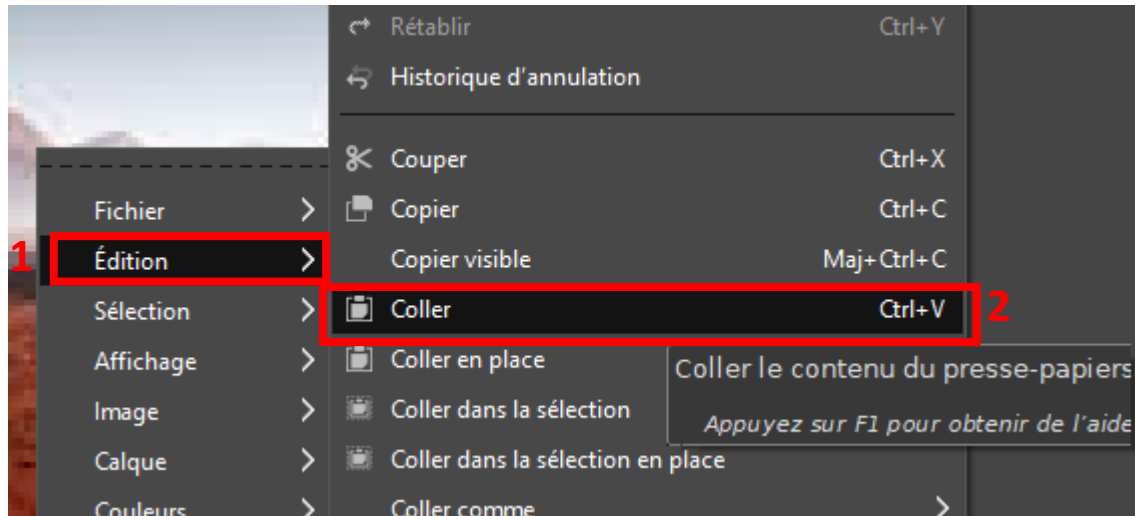 Rétablir Ctrl+Y
Historique d'annulation
Couper Ctrl+X
Fichier
Copier Ctrl+C
1
Édition
Copier visible Maj+Ctrl+C
Sélection
Coller Ctrl+V
2
Affichage
Coller en place
Coller le contenu du presse-papiers
Image
Coller dans la sélection
Appuyez sur F1 pour obtenir de l'aide
Calque
Coller dans la sélection en place
Couleurs
Coller comme